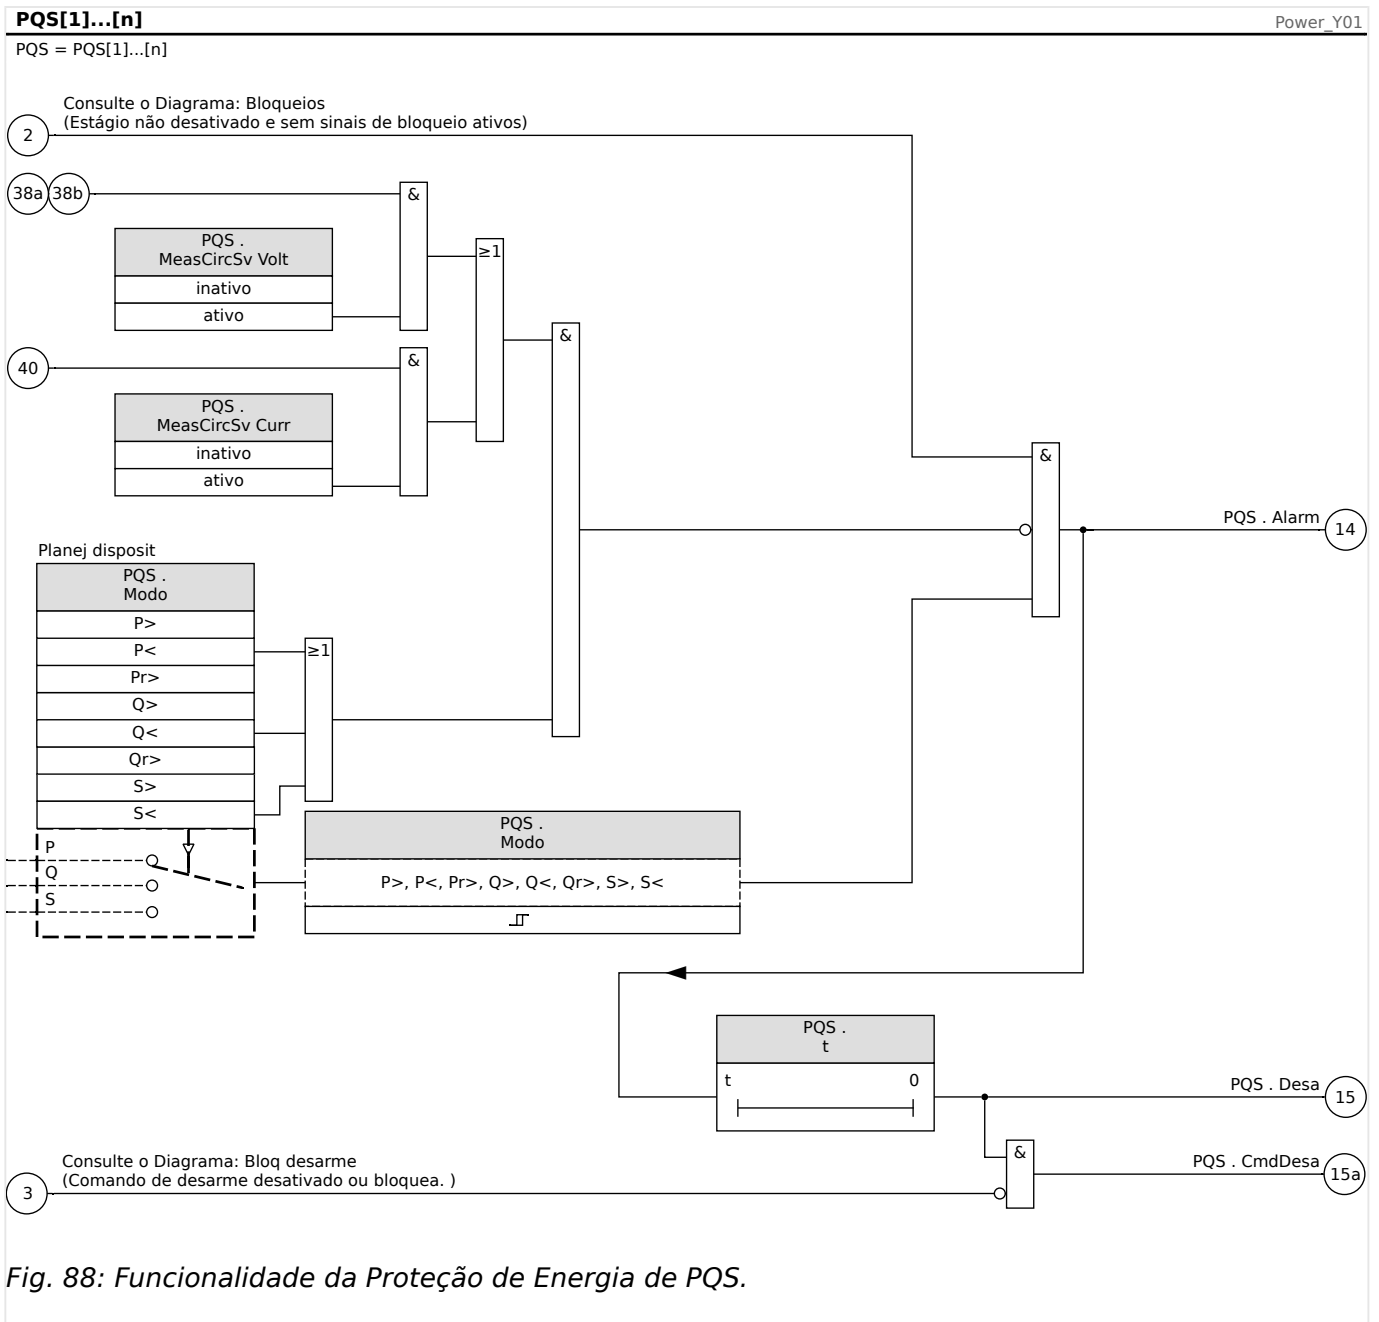 PQS[1]...[n]
Power_Y01
PQS = PQS[1]...[n]
Consulte o Diagrama: Bloqueios
(Estágio não desativado e sem sinais de bloqueio ativos)
2
38a 38b
&
PQS .
MeasCircSv Volt
inativo
ativo
≥1
&
40
&
PQS .
MeasCircSv Curr
inativo
ativo
&
PQS . Alarm
14
Planej disposit
PQS .
Modo
P>
P<
Pr>
Q>
Q<
Qr>
S>
S<
≥1
P
Q
S
PQS .
Modo
P>, P<, Pr>, Q>, Q<, Qr>, S>, S<
PQS .
t
t 0
PQS . Desa
15
&
PQS . CmdDesa
15a
Consulte o Diagrama: Bloq desarme
(Comando de desarme desativado ou bloquea. )
3
Fig. 88: Funcionalidade da Proteção de Energia de PQS.